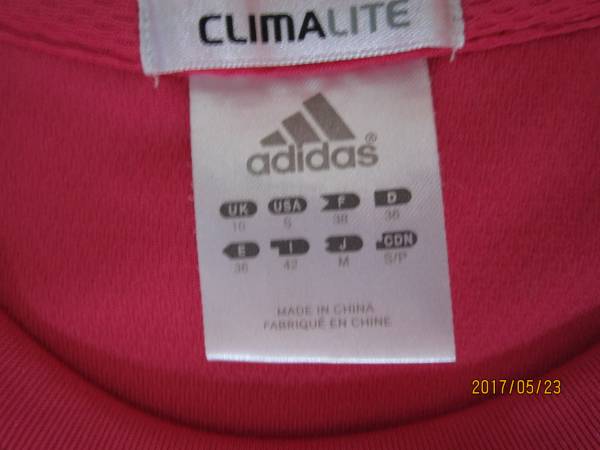 CLIMALITE
adidas®
UK USA F D
10 S 38 36
E I J CDN
36 42 M S/P
MADE IN CHINA
FABRIQUÉ EN CHINE
2017/05/23